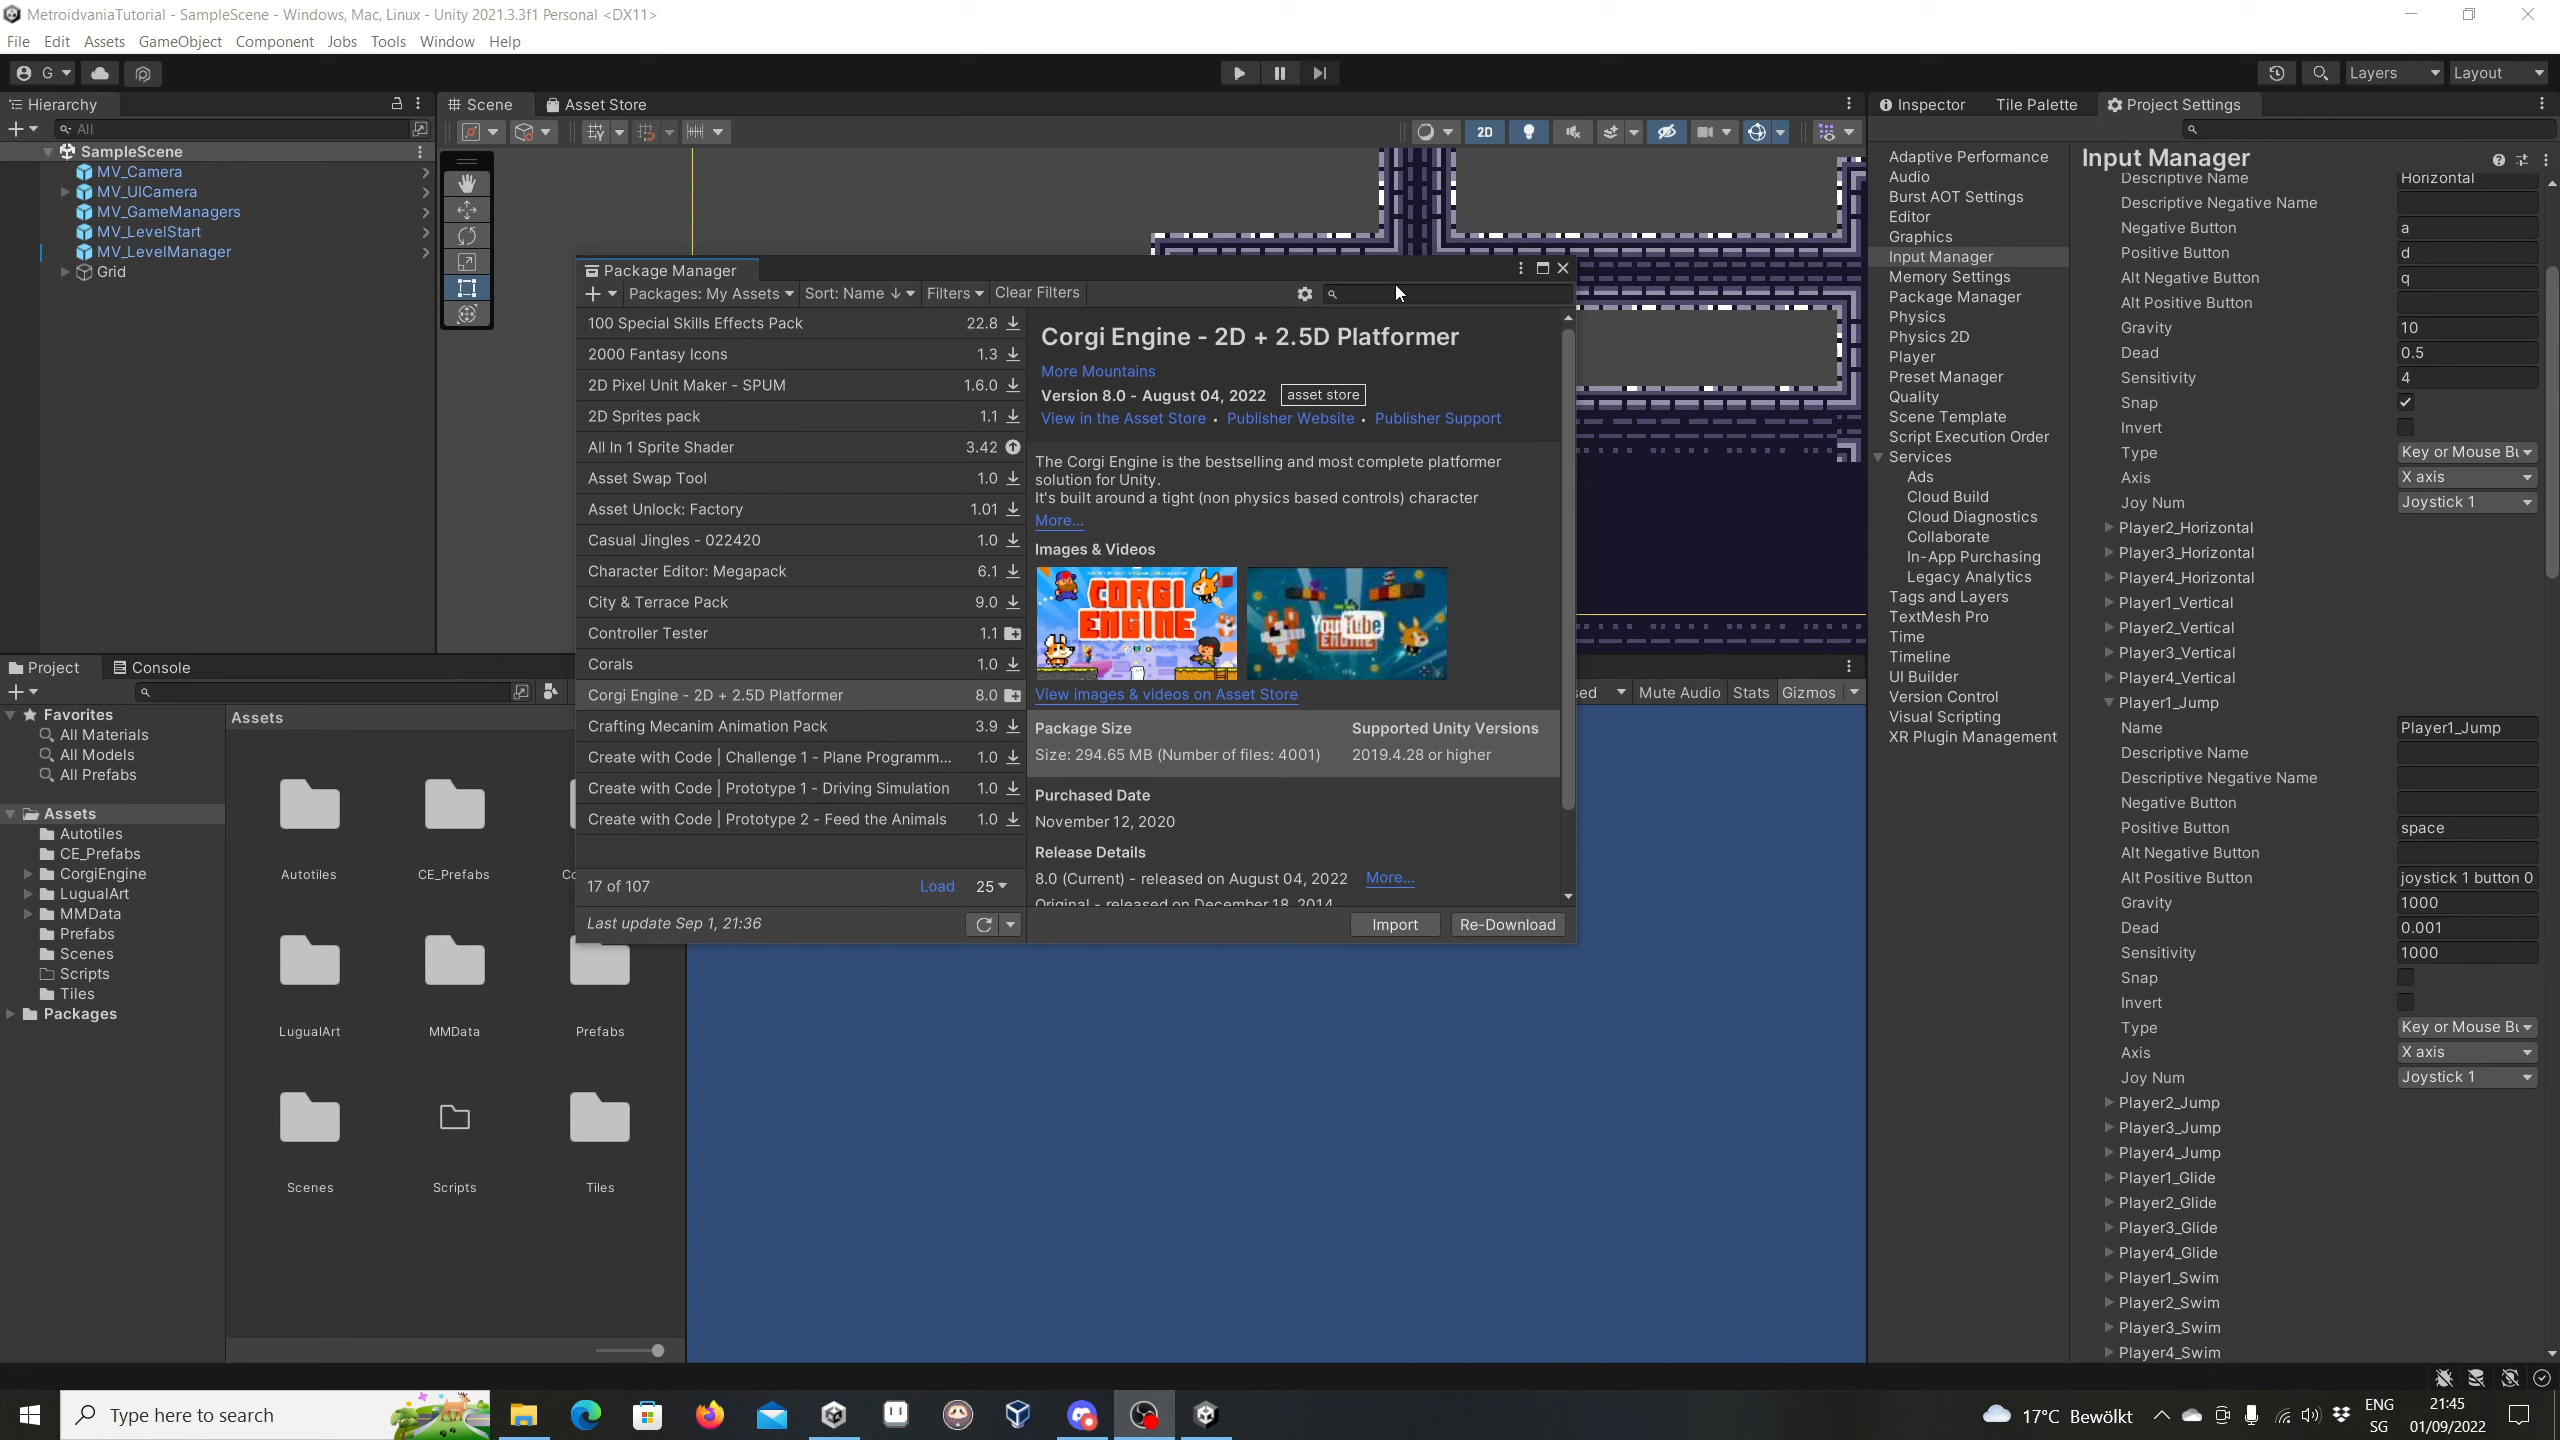 MetroidvaniaTutorial - SampleScene - Windows, Mac, Linux - Unity 2021.3.3f1 Personal <DX11>
File Edit Assets GameObject Component Jobs Tools Window Help
G Layers Layout
Hierarchy
All
SampleScene
MV_Camera
MV_UICamera
MV_GameManagers
MV_LevelStart
MV_LevelManager
Grid
Scene Asset Store
2D
Package Manager
Packages: My Assets Sort: Name ↓ Filters Clear Filters
100 Special Skills Effects Pack 22.8
2000 Fantasy Icons 1.3
2D Pixel Unit Maker - SPUM 1.6.0
2D Sprites pack 1.1
All In 1 Sprite Shader 3.42
Asset Swap Tool 1.0
Asset Unlock: Factory 1.01
Casual Jingles - 022420 1.0
Character Editor: Megapack 6.1
City & Terrace Pack 9.0
Controller Tester 1.1
Corals 1.0
Corgi Engine - 2D + 2.5D Platformer 8.0
Crafting Mecanim Animation Pack 3.9
Create with Code | Challenge 1 - Plane Programm... 1.0
Create with Code | Prototype 1 - Driving Simulation 1.0
Create with Code | Prototype 2 - Feed the Animals 1.0
17 of 107 Load 25
Last update Sep 1, 21:36
Corgi Engine - 2D + 2.5D Platformer
More Mountains
Version 8.0 - August 04, 2022 asset store
View in the Asset Store • Publisher Website • Publisher Support
The Corgi Engine is the bestselling and most complete platformer
solution for Unity.
It's built around a tight (non physics based controls) character
More...
Images & Videos
CORGI
ENGINE
YouTube
ENGINE
View images & videos on Asset Store
Package Size Supported Unity Versions
Size: 294.65 MB (Number of files: 4001) 2019.4.28 or higher
Purchased Date
November 12, 2020
Release Details
8.0 (Current) - released on August 04, 2022 More...
Original - released on December 18, 2014
Import Re-Download
sed Mute Audio Stats Gizmos
Project Console
Favorites
All Materials
All Models
All Prefabs
Assets
Autotiles
CE_Prefabs
CorgiEngine
LugualArt
MMData
Prefabs
Scenes
Scripts
Tiles
Packages
Assets
Autotiles CE_Prefabs Co
LugualArt MMData Prefabs
Scenes Scripts Tiles
Inspector Tile Palette Project Settings
Adaptive Performance
Audio
Burst AOT Settings
Editor
Graphics
Input Manager
Memory Settings
Package Manager
Physics
Physics 2D
Player
Preset Manager
Quality
Scene Template
Script Execution Order
Services
Ads
Cloud Build
Cloud Diagnostics
Collaborate
In-App Purchasing
Legacy Analytics
Tags and Layers
TextMesh Pro
Time
Timeline
UI Builder
Version Control
Visual Scripting
XR Plugin Management
Input Manager
Descriptive Name Horizontal
Descriptive Negative Name
Negative Button a
Positive Button d
Alt Negative Button q
Alt Positive Button
Gravity 10
Dead 0.5
Sensitivity 4
Snap
Invert
Type Key or Mouse Bu
Axis X axis
Joy Num Joystick 1
Player2_Horizontal
Player3_Horizontal
Player4_Horizontal
Player1_Vertical
Player2_Vertical
Player3_Vertical
Player4_Vertical
Player1_Jump
Name Player1_Jump
Descriptive Name
Descriptive Negative Name
Negative Button
Positive Button space
Alt Negative Button
Alt Positive Button joystick 1 button 0
Gravity 1000
Dead 0.001
Sensitivity 1000
Snap
Invert
Type Key or Mouse Bu
Axis X axis
Joy Num Joystick 1
Player2_Jump
Player3_Jump
Player4_Jump
Player1_Glide
Player2_Glide
Player3_Glide
Player4_Glide
Player1_Swim
Player2_Swim
Player3_Swim
Player4_Swim
Type here to search
17°C Bewölkt
ENG
SG
21:45
01/09/2022